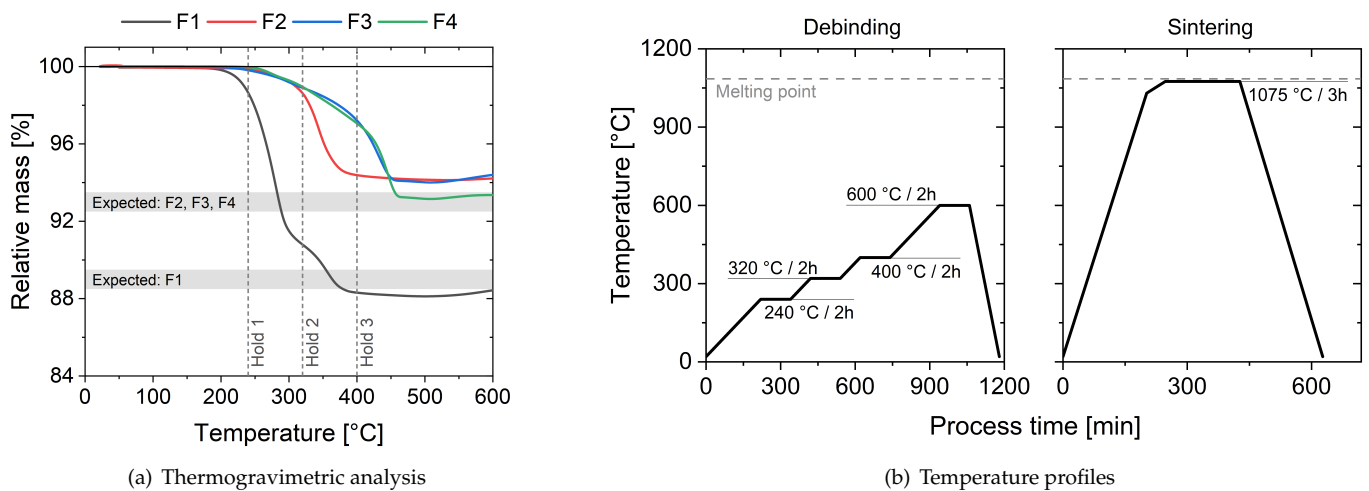 F1 F2 F3 F4
100
96
92
88
84
Relative mass [%]
Expected: F2, F3, F4
Expected: F1
Hold 1
Hold 2
Hold 3
0 100 200 300 400 500 600
Temperature [°C]
(a) Thermogravimetric analysis
Debinding
Sintering
1200
900
600
300
0
Temperature [°C]
Melting point
600 °C / 2h
320 °C / 2h
400 °C / 2h
240 °C / 2h
1075 °C / 3h
0 300 600 900 1200
0 300 600
Process time [min]
(b) Temperature profiles